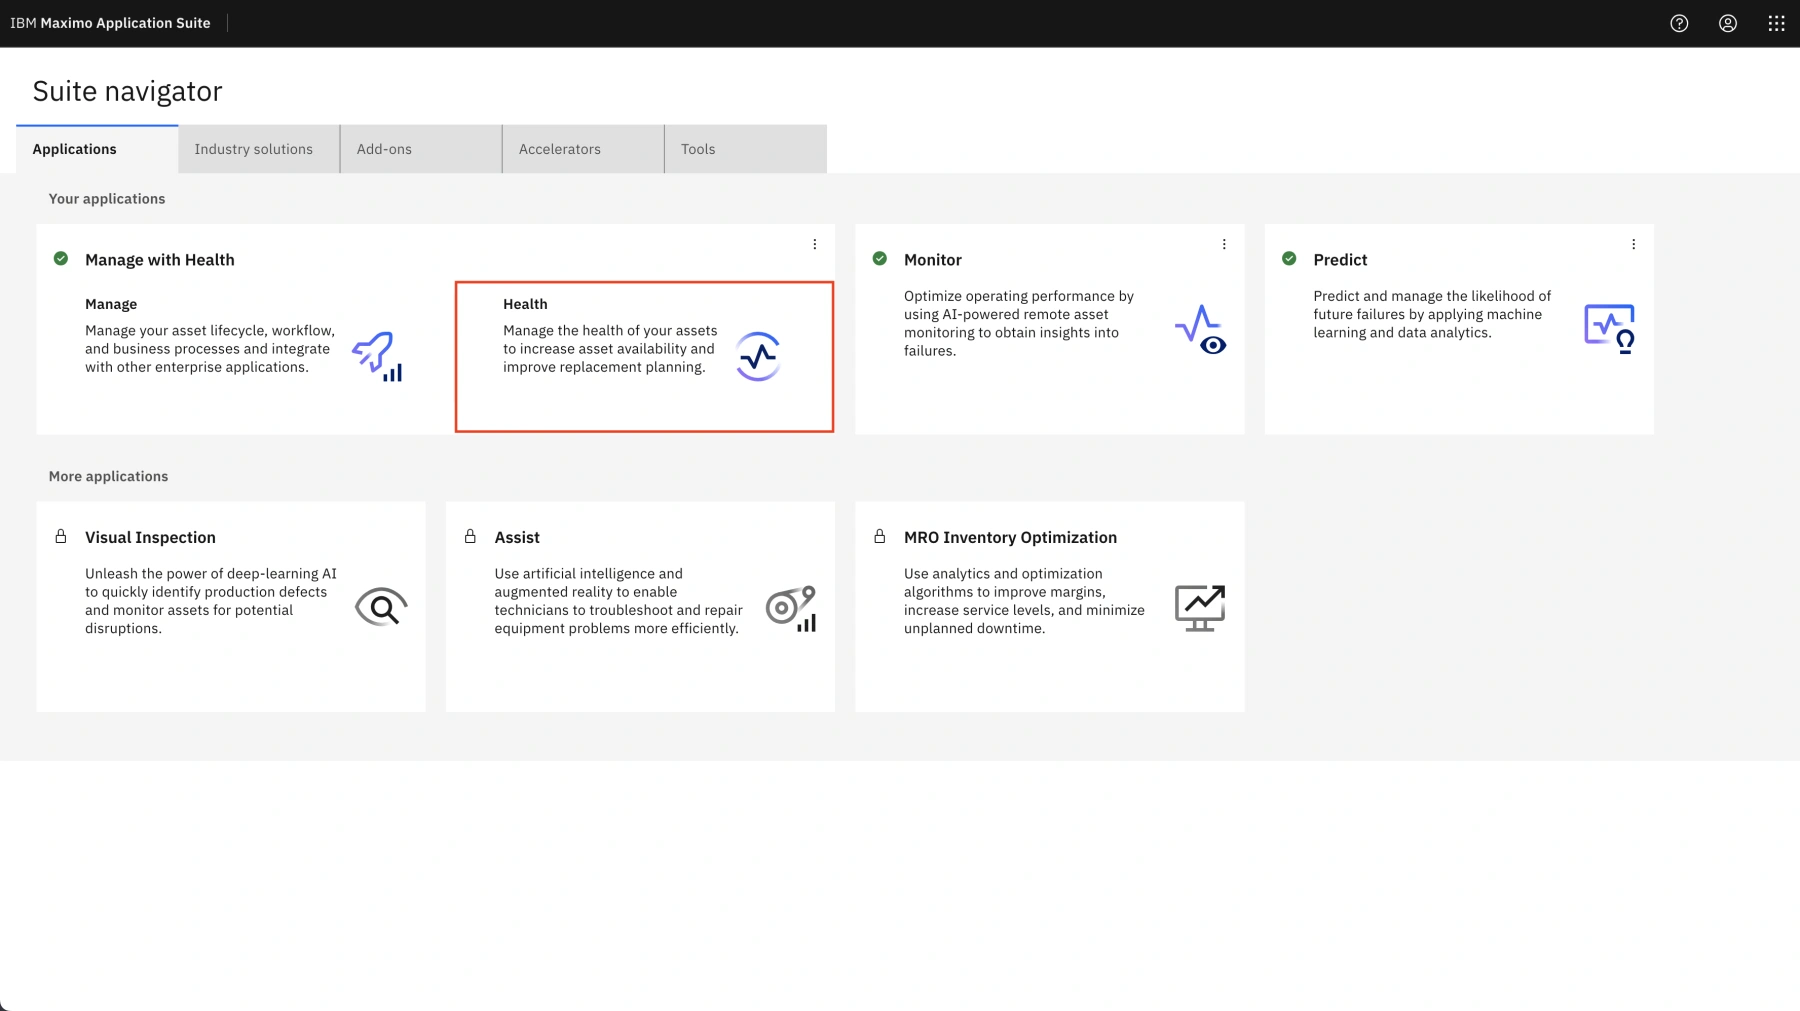 IBM Maximo Application Suite
Suite navigator
Applications
Industry solutions
Add-ons
Accelerators
Tools
Your applications
Manage with Health
Manage
Manage your asset lifecycle, workflow,
and business processes and integrate
with other enterprise applications.
Health
Manage the health of your assets
to increase asset availability and
improve replacement planning.
Monitor
Optimize operating performance by
using AI-powered remote asset
monitoring to obtain insights into
failures.
Predict
Predict and manage the likelihood of
future failures by applying machine
learning and data analytics.
More applications
Visual Inspection
Unleash the power of deep-learning AI
to quickly identify production defects
and monitor assets for potential
disruptions.
Assist
Use artificial intelligence and
augmented reality to enable
technicians to troubleshoot and repair
equipment problems more efficiently.
MRO Inventory Optimization
Use analytics and optimization
algorithms to improve margins,
increase service levels, and minimize
unplanned downtime.